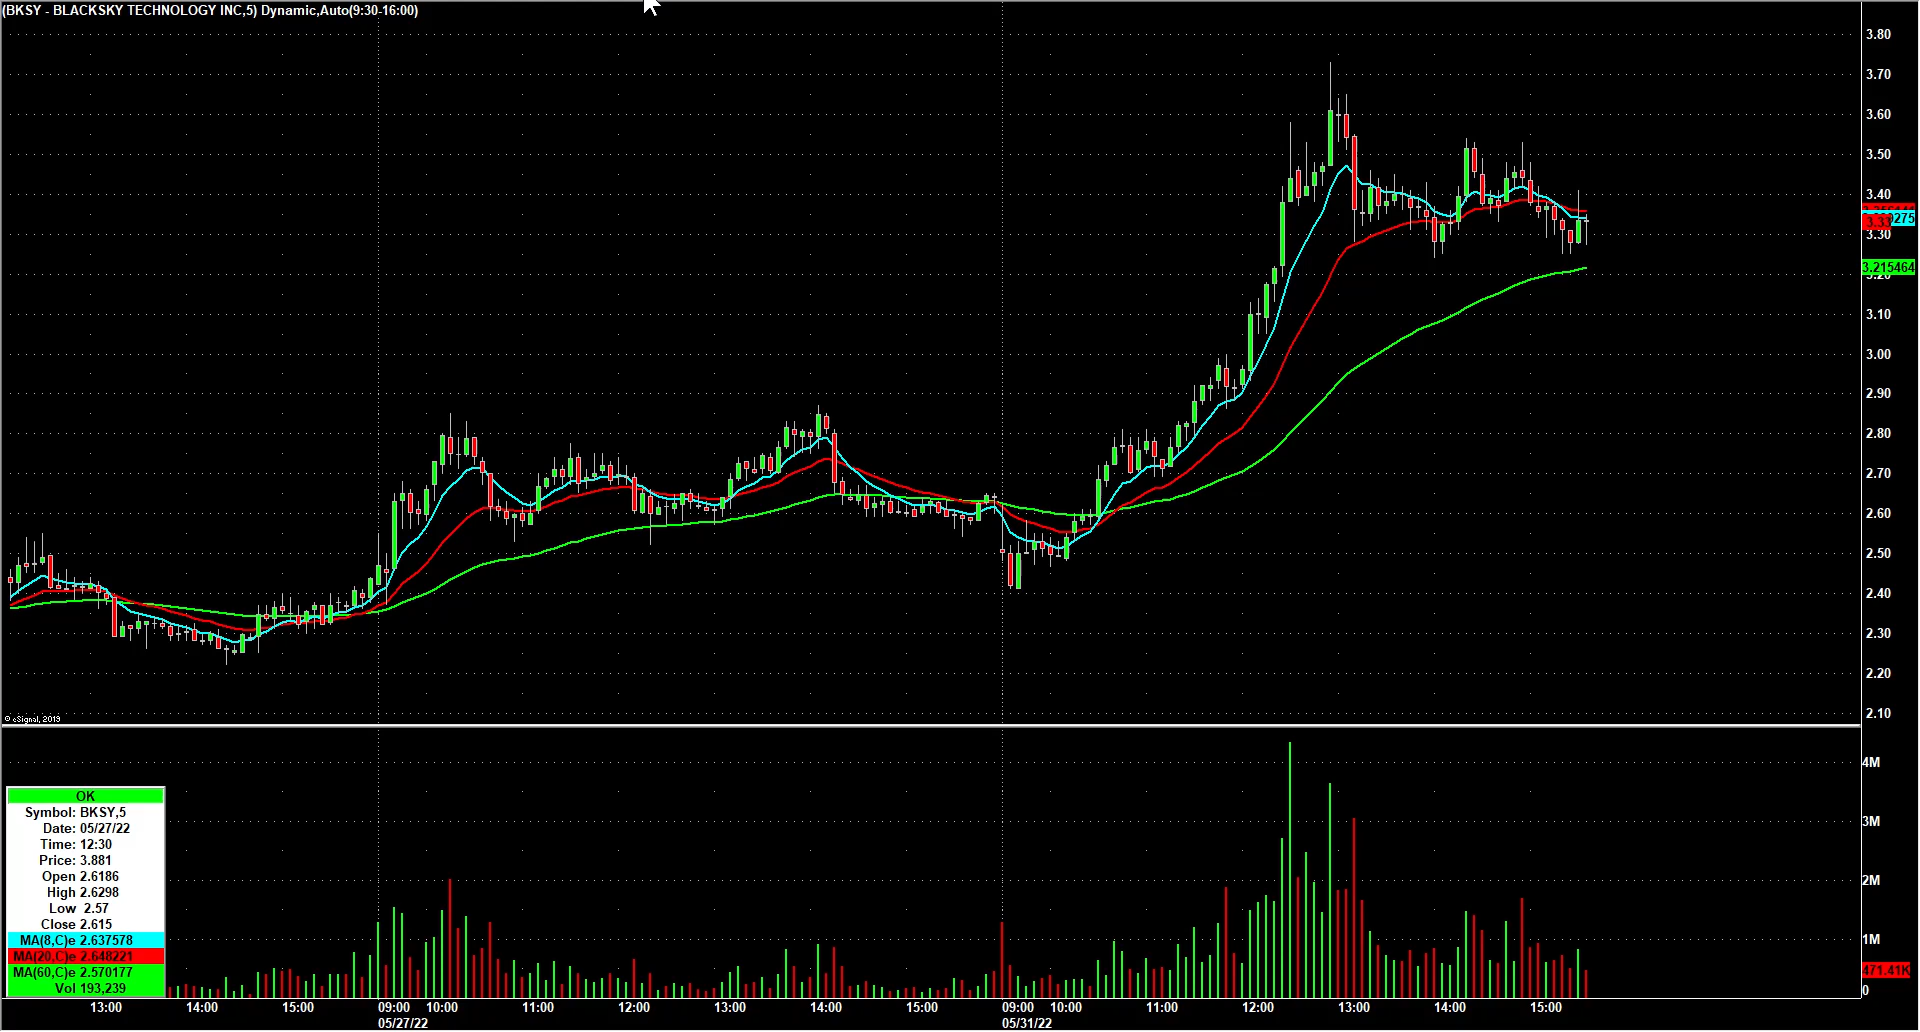 (BKSY - BLACKSKY TECHNOLOGY INC,5) Dynamic,Auto(9:30-16:00)
3.80
3.70
3.60
3.50
3.40
275
3.33
3.30
3.215464
3.20
3.10
3.00
2.90
2.80
2.70
2.60
2.50
2.40
2.30
2.20
2.10
© eSignal, 2019
4M
3M
2M
1M
471.41K
0
OK
Symbol: BKSY,5
Date: 05/27/22
Time: 12:30
Price: 3.881
Open 2.6186
High 2.6298
Low 2.57
Close 2.615
MA(8,C)e 2.637578
MA(20,C)e 2.648221
MA(60,C)e 2.570177
Vol 193,239
13:00 14:00 15:00 09:00 10:00 11:00 12:00 13:00 14:00 15:00 09:00 10:00 11:00 12:00 13:00 14:00 15:00
05/27/22 05/31/22